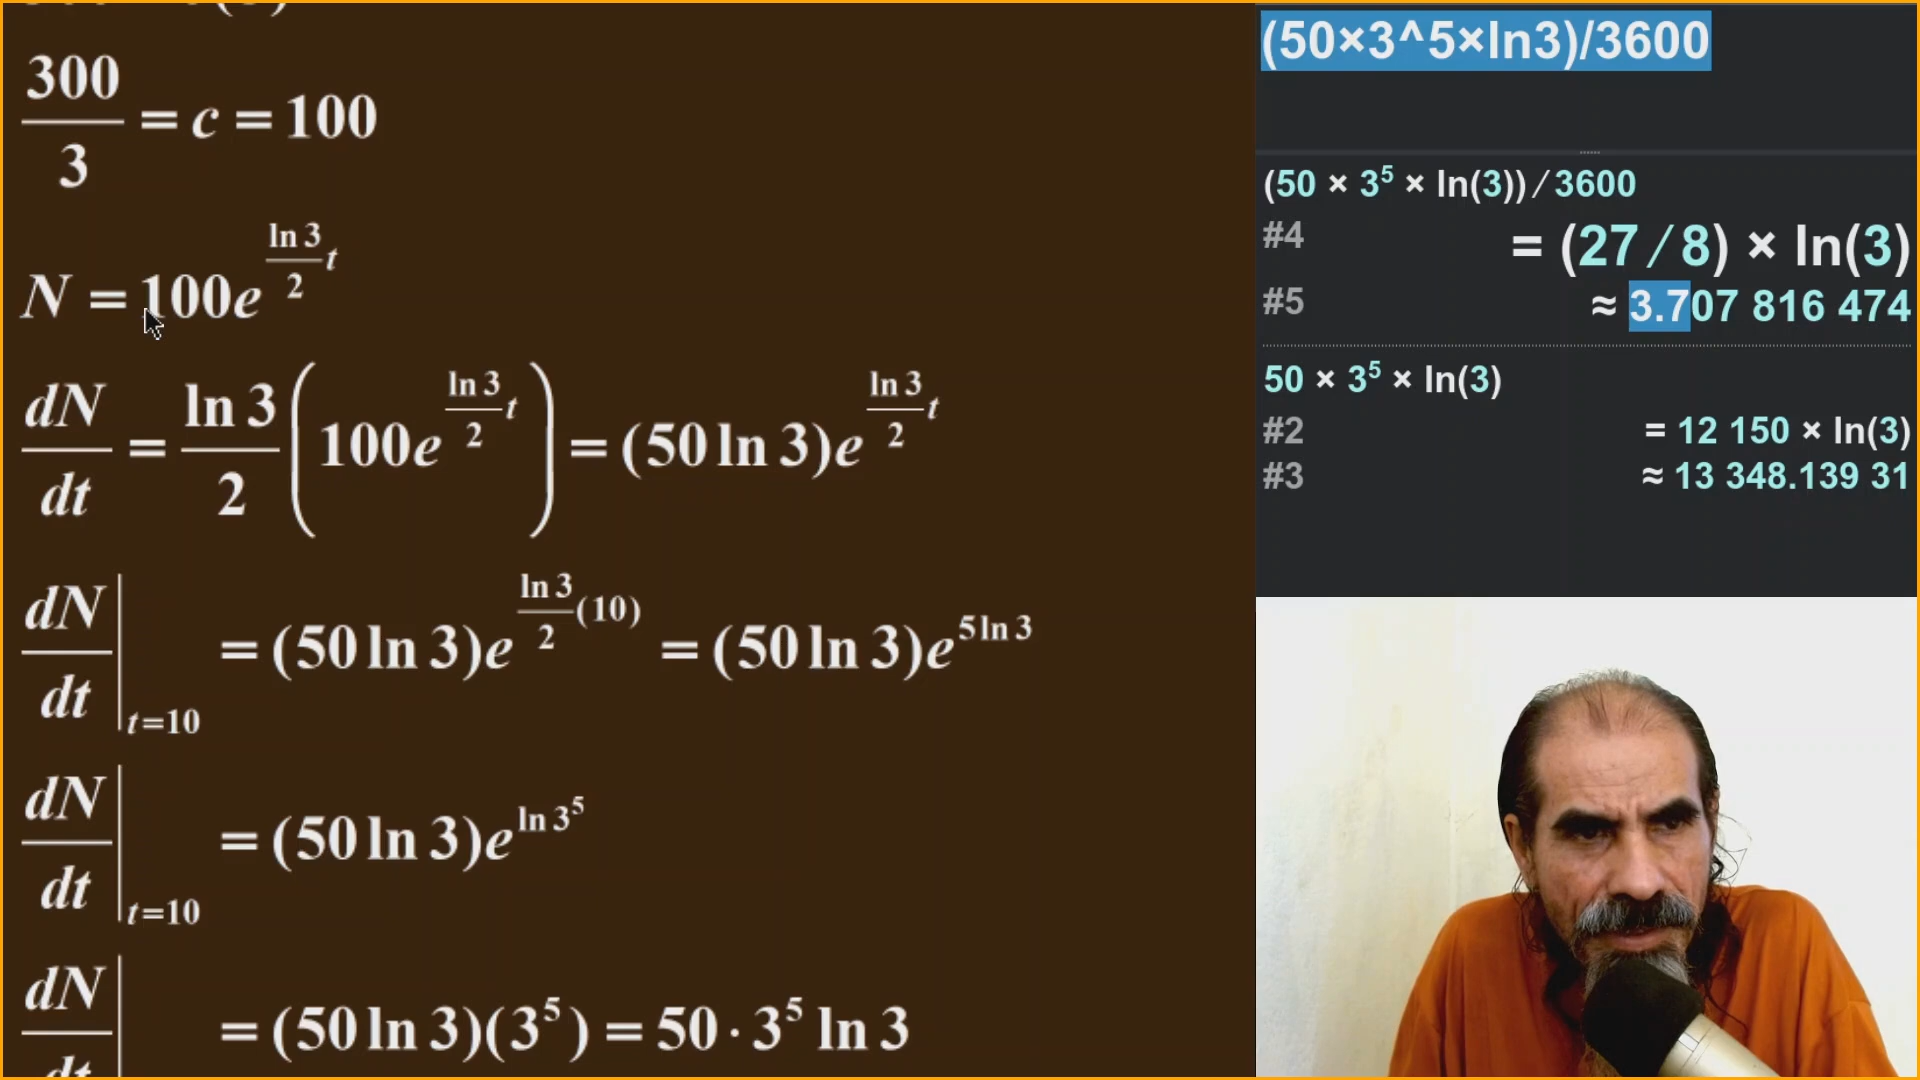 300/3 = c = 100
N = 100e^((ln 3/2)t)
dN/dt = ln 3/2 (100e^((ln 3/2)t)) = (50 ln 3)e^((ln 3/2)t)
dN/dt |t=10 = (50 ln 3)e^((ln 3/2)(10)) = (50 ln 3)e^(5 ln 3)
dN/dt |t=10 = (50 ln 3)e^(ln 3^5)
dN/dt | = (50 ln 3)(3^5) = 50 · 3^5 ln 3
(50×3^5×ln3)/3600
(50 × 3⁵ × ln(3)) / 3600
#4 = (27 / 8) × ln(3)
#5 ≈ 3.707 816 474
50 × 3⁵ × ln(3)
#2 = 12 150 × ln(3)
#3 ≈ 13 348.139 31